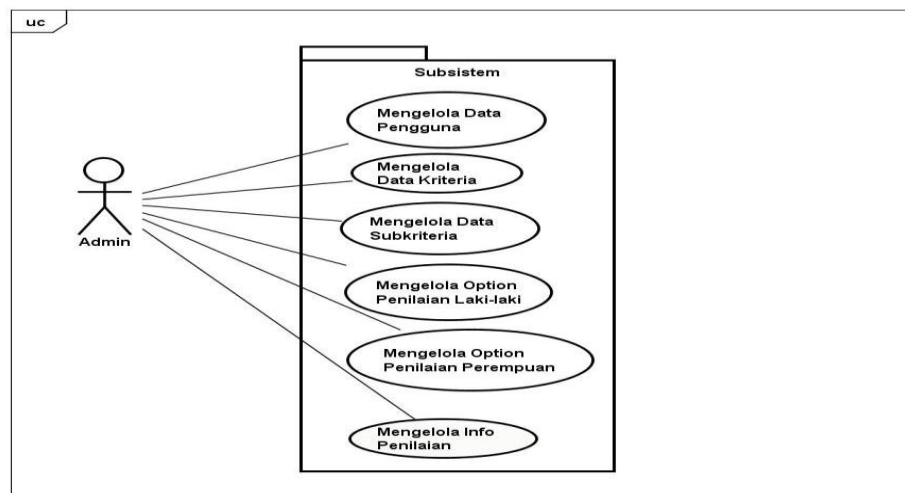 uc
Subsistem
Mengelola Data
Pengguna
Mengelola
Data Kriteria
Mengelola Data
Subkriteria
Admin
Mengelola Option
Penilaian Laki-laki
Mengelola Option
Penilaian Perempuan
Mengelola Info
Penilaian